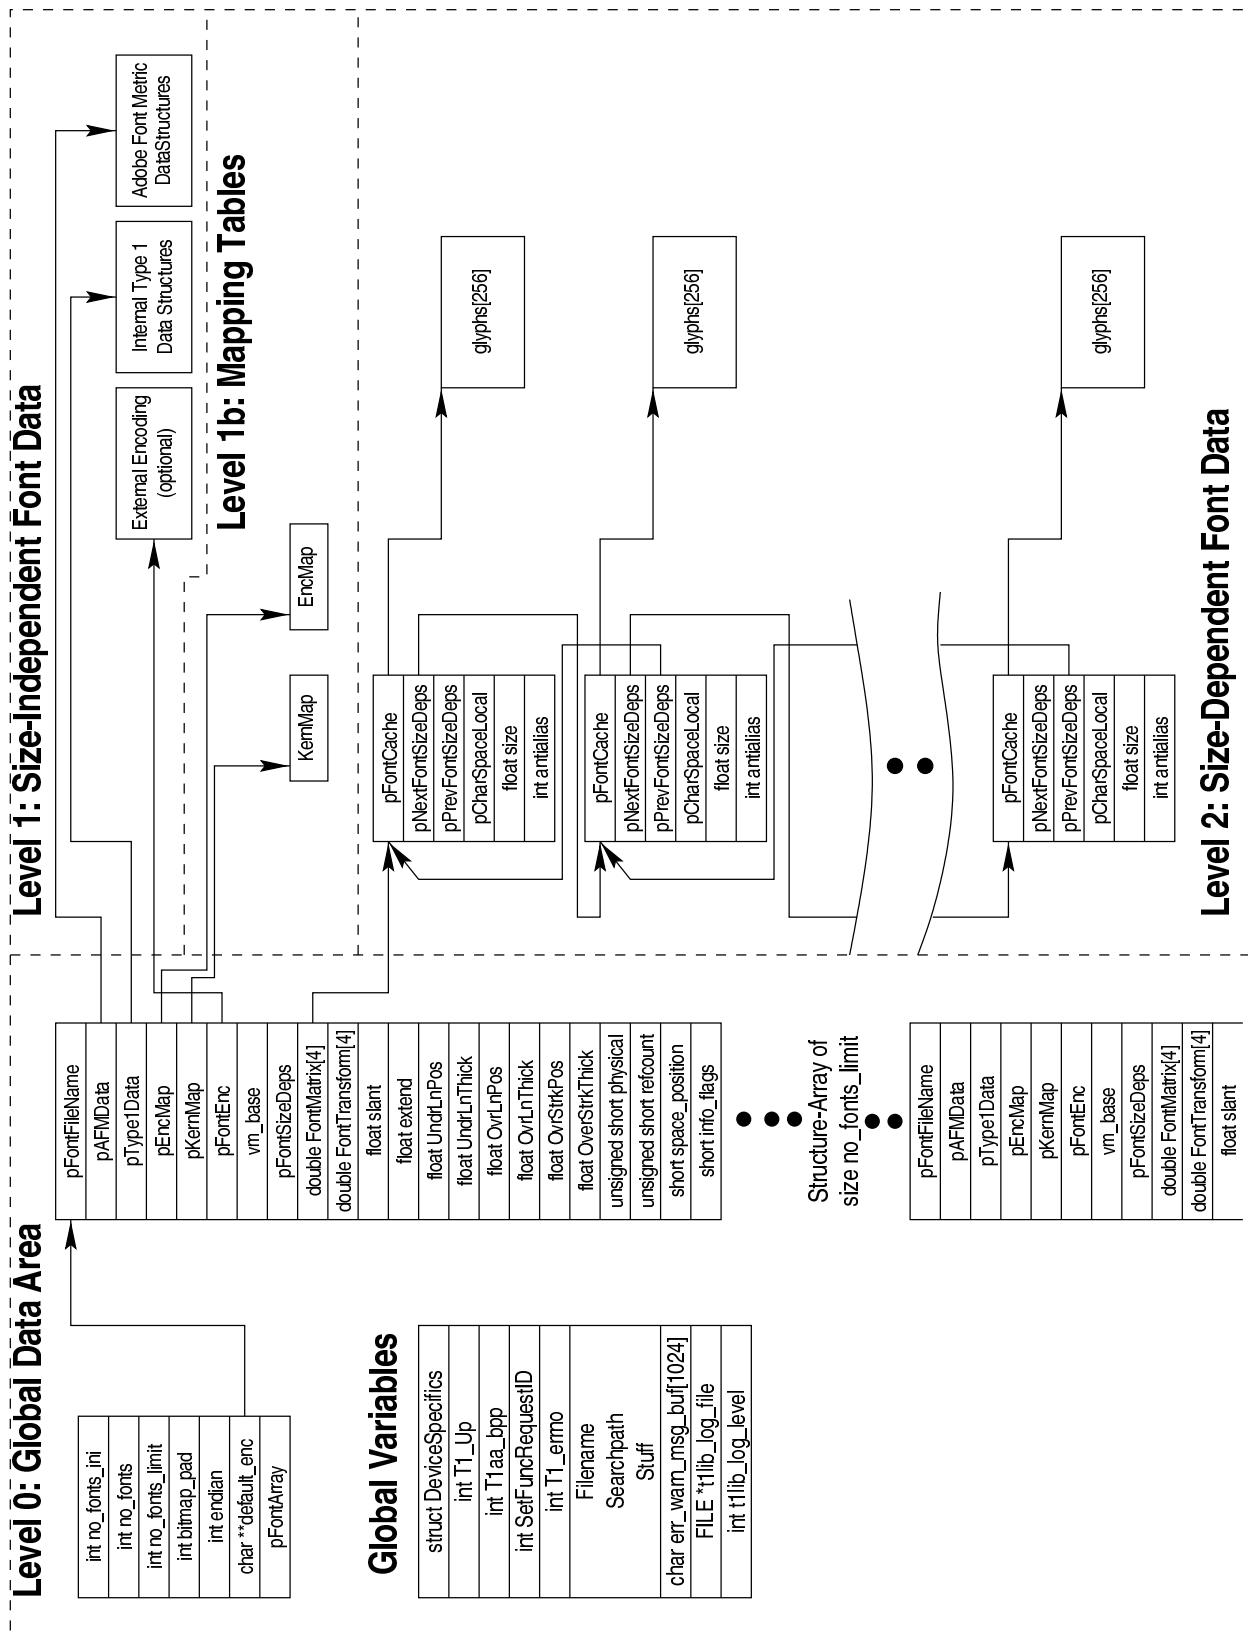 Level 0: Global Data Area
int no_fonts_ini
int no_fonts
int no_fonts_limit
int bitmap_pad
int endian
char **default_enc
pFontArray
Global Variables
struct DeviceSpecifics
int T1_Up
int T1aa_bpp
int SetFuncRequestID
int T1_errno
Filename
Searchpath
Stuff
char err_warn_msg_buf[1024]
FILE *t1lib_log_file
int t1lib_log_level
pFontFileName
pAFMData
pType1Data
pEncMap
pKernMap
pFontEnc
vm_base
pFontSizeDeps
double FontMatrix[4]
double FontTransform[4]
float slant
float extend
float UndrLnPos
float UndrLnThick
float OvrLnPos
float OvrLnThick
float OvrStrkPos
float OverStrkThick
unsigned short physical
unsigned short refcount
short space_position
short info_flags
Structure-Array of
size no_fonts_limit
pFontFileName
pAFMData
pType1Data
pEncMap
pKernMap
pFontEnc
vm_base
pFontSizeDeps
double FontMatrix[4]
double FontTransform[4]
float slant
Level 1: Size-Independent Font Data
External Encoding
(optional)
Internal Type 1
Data Structures
Adobe Font Metric
DataStructures
Level 1b: Mapping Tables
KernMap
EncMap
pFontCache
pNextFontSizeDeps
pPrevFontSizeDeps
pCharSpaceLocal
float size
int antialias
glyphs[256]
pFontCache
pNextFontSizeDeps
pPrevFontSizeDeps
pCharSpaceLocal
float size
int antialias
glyphs[256]
pFontCache
pNextFontSizeDeps
pPrevFontSizeDeps
pCharSpaceLocal
float size
int antialias
glyphs[256]
Level 2: Size-Dependent Font Data